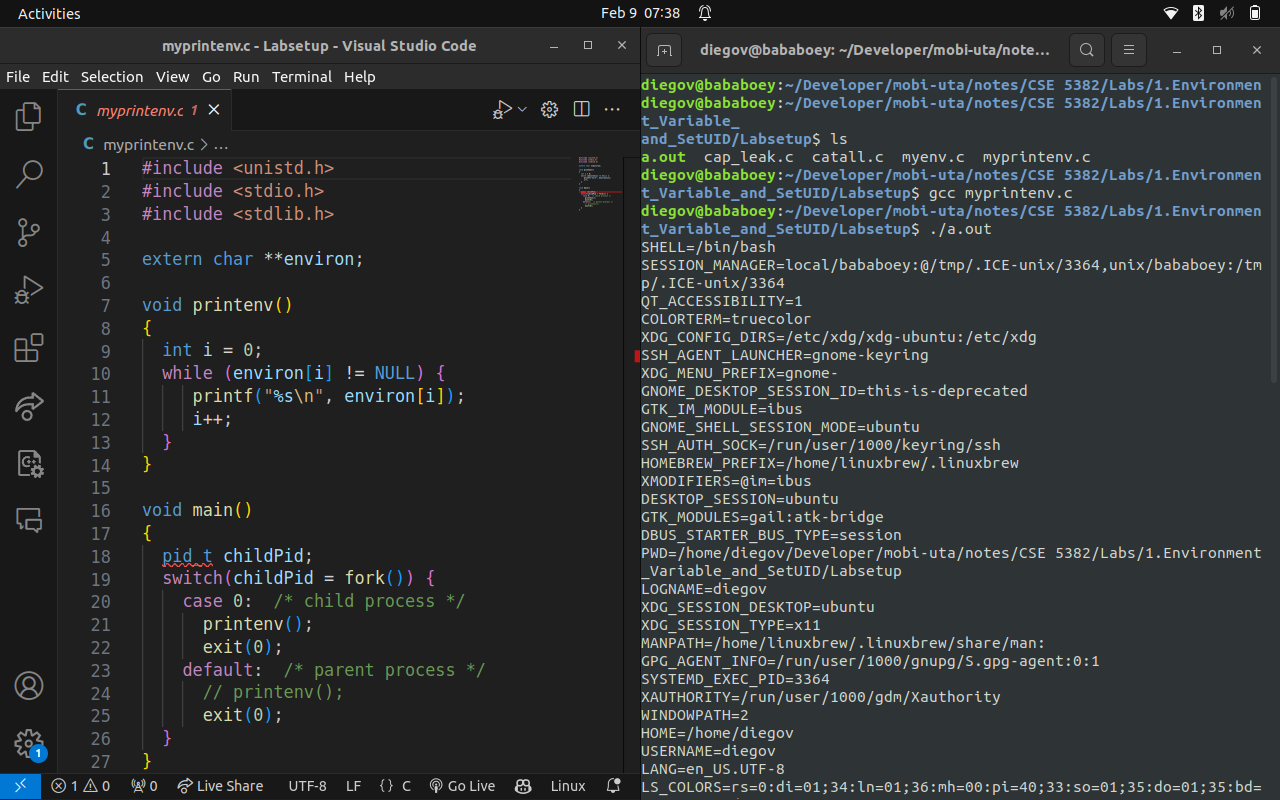 Activities
Feb 9 07:38
myprintenv.c - Labsetup - Visual Studio Code
File Edit Selection View Go Run Terminal Help
C myprintenv.c 1
C myprintenv.c > ...
1 #include <unistd.h>
2 #include <stdio.h>
3 #include <stdlib.h>
4
5 extern char **environ;
6
7 void printenv()
8 {
9 int i = 0;
10 while (environ[i] != NULL) {
11 printf("%s\n", environ[i]);
12 i++;
13 }
14 }
15
16 void main()
17 {
18 pid_t childPid;
19 switch(childPid = fork()) {
20 case 0: /* child process */
21 printenv();
22 exit(0);
23 default: /* parent process */
24 // printenv();
25 exit(0);
26 }
27 }
1
1 0 0 Live Share UTF-8 LF {} C Go Live Linux
diegov@bababoey: ~/Developer/mobi-uta/note...
diegov@bababoey:~/Developer/mobi-uta/notes/CSE 5382/Labs/1.Environmen
diegov@bababoey:~/Developer/mobi-uta/notes/CSE 5382/Labs/1.Environmen
t_Variable_
and_SetUID/Labsetup$ ls
a.out cap_leak.c catall.c myenv.c myprintenv.c
diegov@bababoey:~/Developer/mobi-uta/notes/CSE 5382/Labs/1.Environmen
t_Variable_and_SetUID/Labsetup$ gcc myprintenv.c
diegov@bababoey:~/Developer/mobi-uta/notes/CSE 5382/Labs/1.Environmen
t_Variable_and_SetUID/Labsetup$ ./a.out
SHELL=/bin/bash
SESSION_MANAGER=local/bababoey:@/tmp/.ICE-unix/3364,unix/bababoey:/tm
p/.ICE-unix/3364
QT_ACCESSIBILITY=1
COLORTERM=truecolor
XDG_CONFIG_DIRS=/etc/xdg/xdg-ubuntu:/etc/xdg
SSH_AGENT_LAUNCHER=gnome-keyring
XDG_MENU_PREFIX=gnome-
GNOME_DESKTOP_SESSION_ID=this-is-deprecated
GTK_IM_MODULE=ibus
GNOME_SHELL_SESSION_MODE=ubuntu
SSH_AUTH_SOCK=/run/user/1000/keyring/ssh
HOMEBREW_PREFIX=/home/linuxbrew/.linuxbrew
XMODIFIERS=@im=ibus
DESKTOP_SESSION=ubuntu
GTK_MODULES=gail:atk-bridge
DBUS_STARTER_BUS_TYPE=session
PWD=/home/diegov/Developer/mobi-uta/notes/CSE 5382/Labs/1.Environment
_Variable_and_SetUID/Labsetup
LOGNAME=diegov
XDG_SESSION_DESKTOP=ubuntu
XDG_SESSION_TYPE=x11
MANPATH=/home/linuxbrew/.linuxbrew/share/man:
GPG_AGENT_INFO=/run/user/1000/gnupg/S.gpg-agent:0:1
SYSTEMD_EXEC_PID=3364
XAUTHORITY=/run/user/1000/gdm/Xauthority
WINDOWPATH=2
HOME=/home/diegov
USERNAME=diegov
LANG=en_US.UTF-8
LS_COLORS=rs=0:di=01;34:ln=01;36:mh=00:pi=40;33:so=01;35:do=01;35:bd=